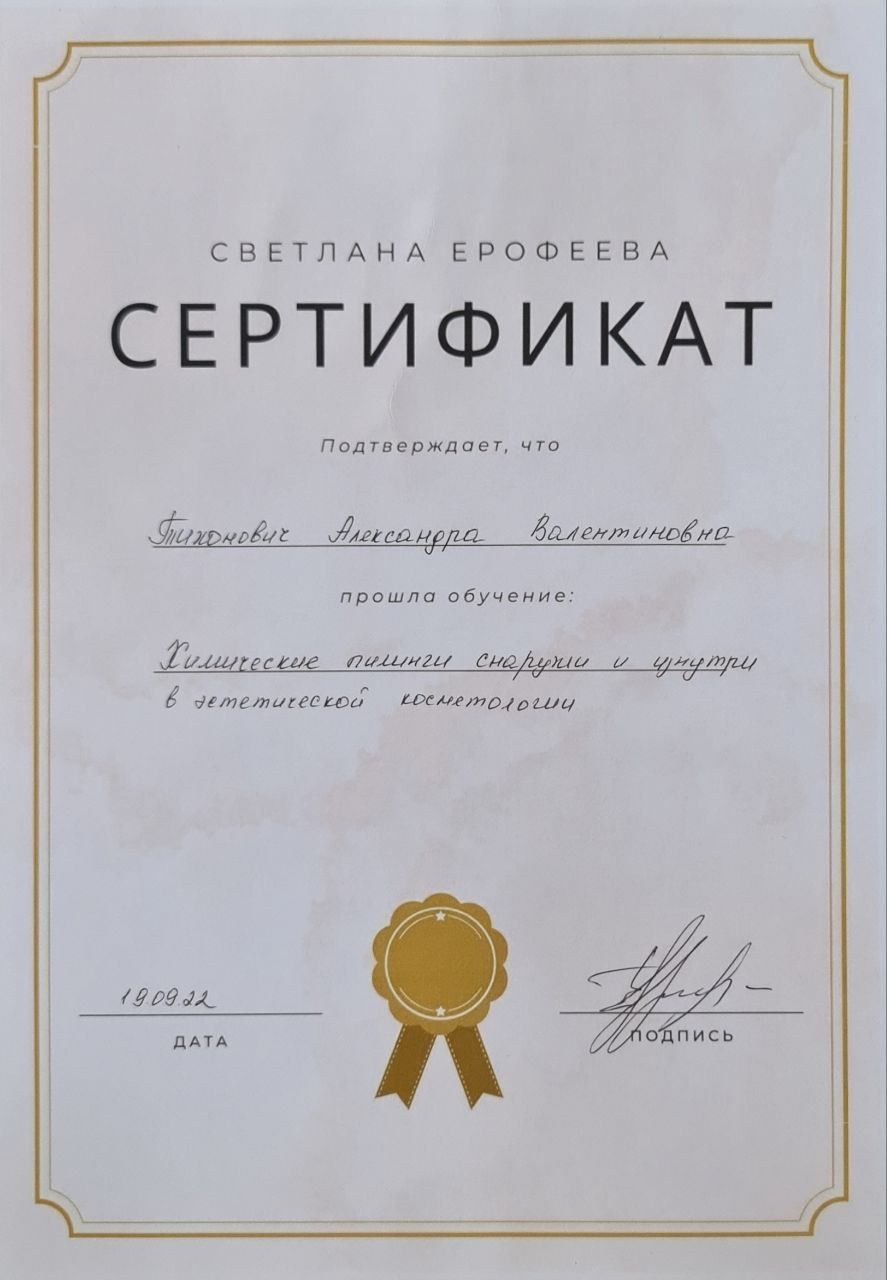 СВЕТЛАНА ЕРОФЕЕВА
СЕРТИФИКАТ
Подтверждает, что
Тихонович Александра Валентиновна
прошла обучение:
Химические пилинги снаружи и изнутри
в эстетической косметологии
19.09.22
ДАТА
ПОДПИСЬ